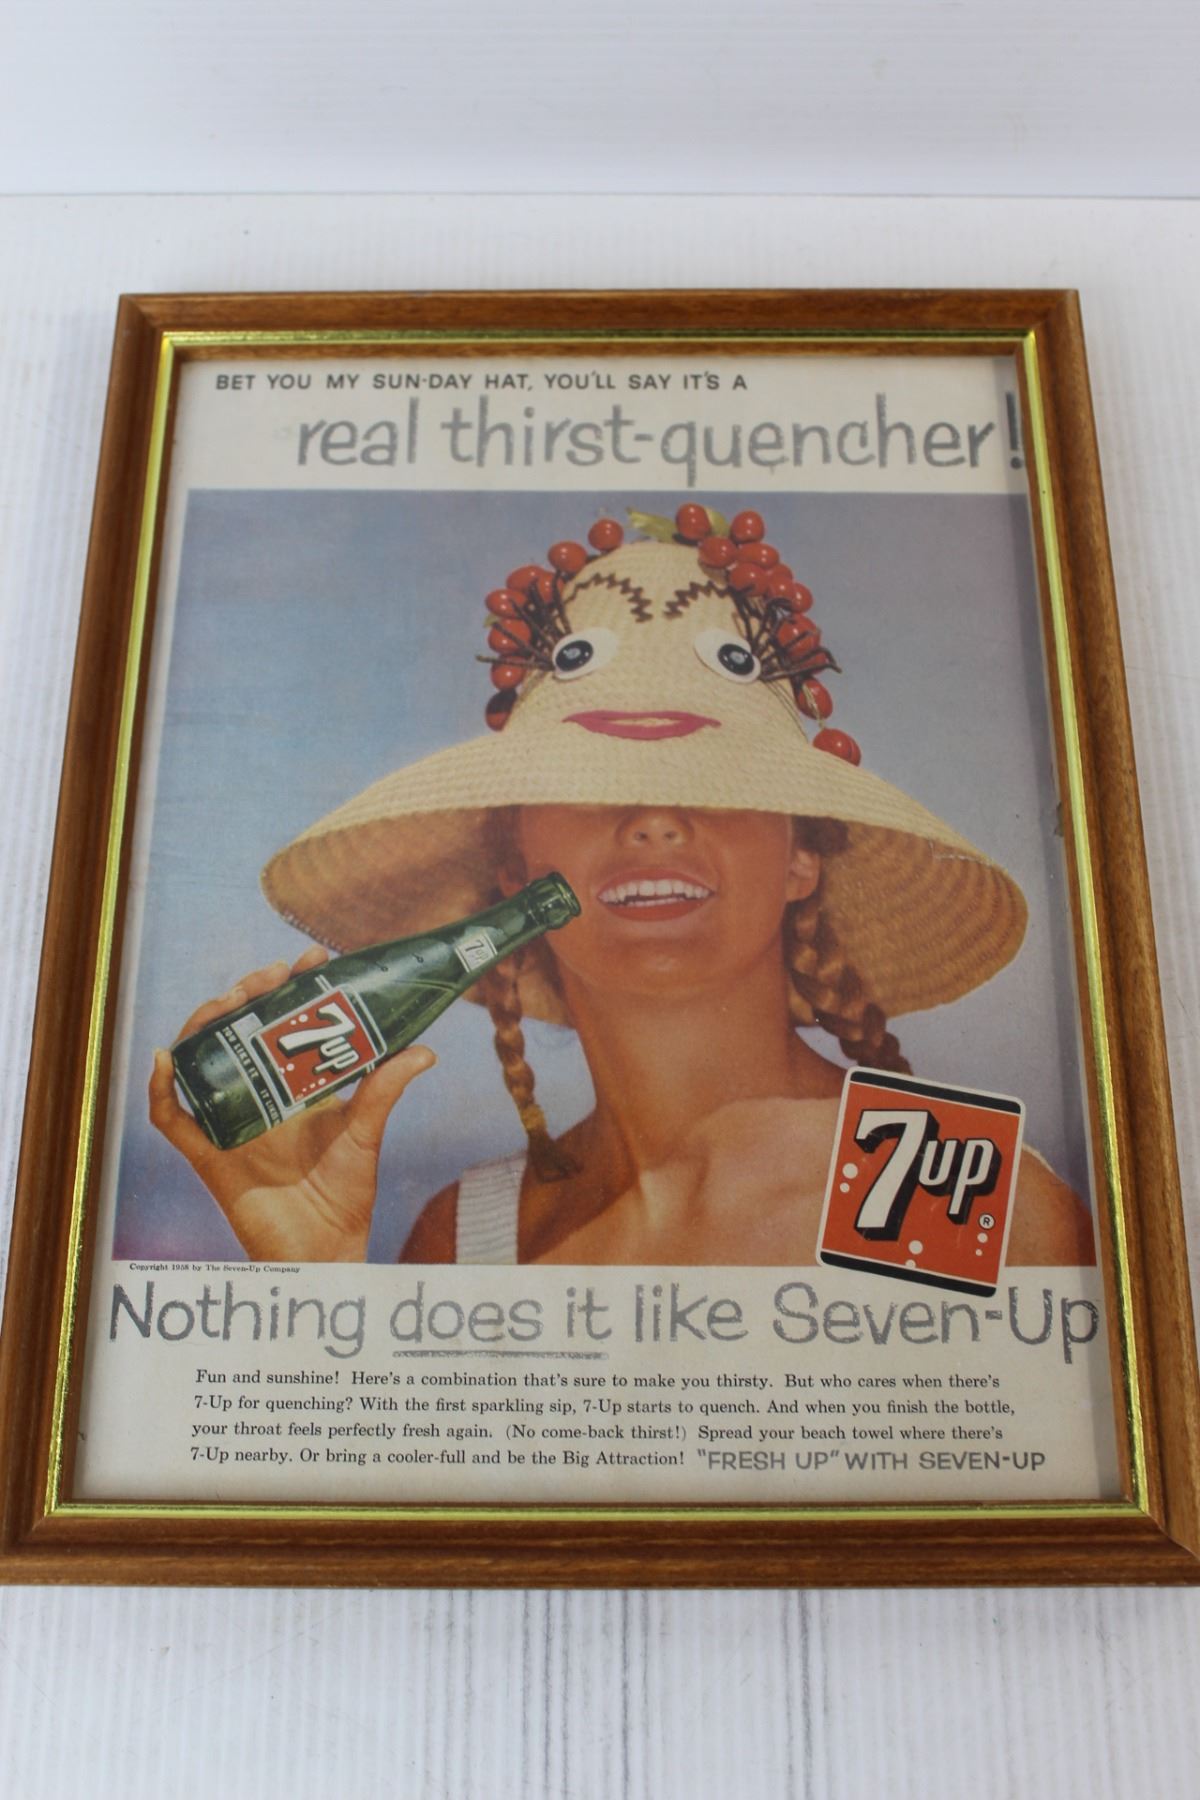 BET YOU MY SUN-DAY HAT, YOU'LL SAY IT'S A
real thirst-quencher!
7up
7up
YOU LIKE IT
7up
®
Copyright 1958 by The Seven-Up Company
Nothing does it like Seven-Up
Fun and sunshine! Here's a combination that's sure to make you thirsty. But who cares when there's
7-Up for quenching? With the first sparkling sip, 7-Up starts to quench. And when you finish the bottle,
your throat feels perfectly fresh again. (No come-back thirst!) Spread your beach towel where there's
7-Up nearby. Or bring a cooler-full and be the Big Attraction! "FRESH UP" WITH SEVEN-UP